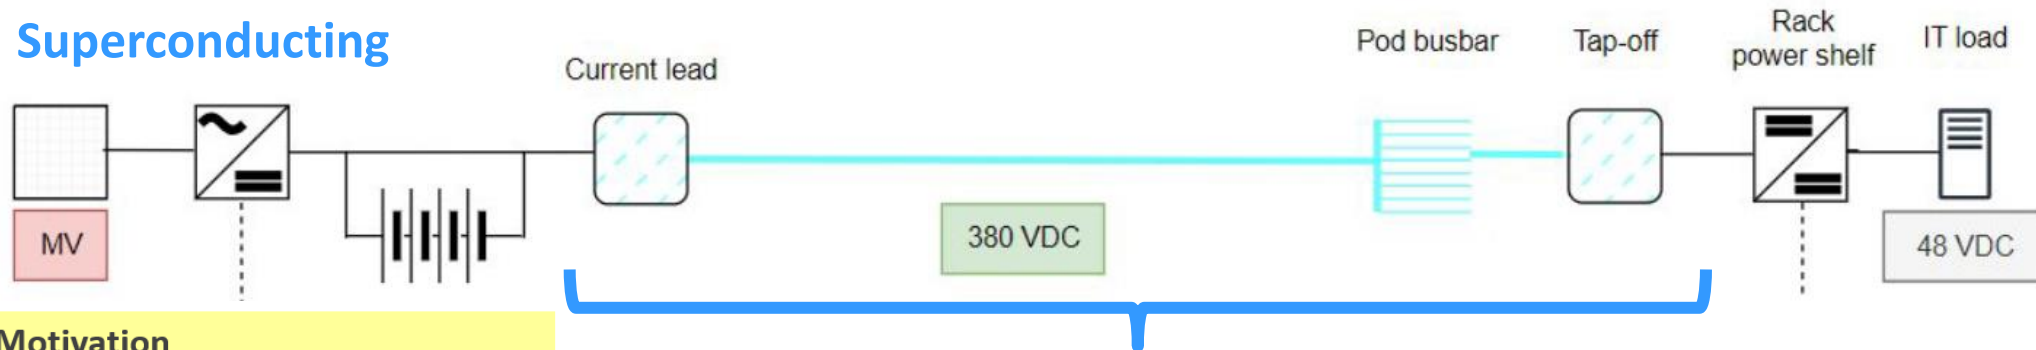 Superconducting
Current lead
Pod busbar
Tap-off
Rack
power shelf
IT load
MV
380 VDC
48 VDC
Motivation